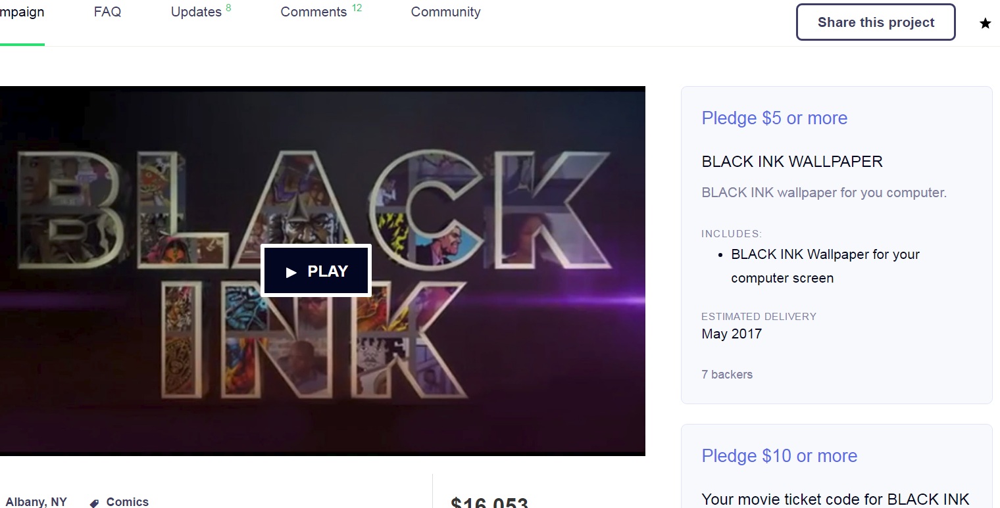 mpaign
FAQ
Updates 8
Comments 12
Community
Share this project
BLACK
INK
PLAY
Albany, NY
Comics
$16,053
Pledge $5 or more
BLACK INK WALLPAPER
BLACK INK wallpaper for you computer.
INCLUDES:
BLACK INK Wallpaper for your
computer screen
ESTIMATED DELIVERY
May 2017
7 backers
Pledge $10 or more
Your movie ticket code for BLACK INK